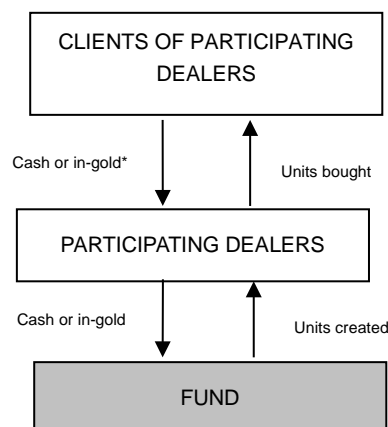 CLIENTS OF PARTICIPATING
DEALERS
Cash or in-gold*
Units bought
PARTICIPATING DEALERS
Cash or in-gold
Units created
FUND